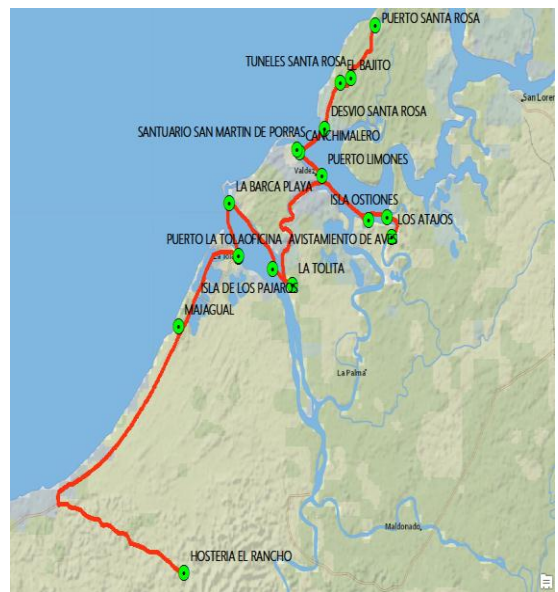 PUERTO SANTA ROSA
TUNELES SANTA ROSA
EL BAJITO
San Loren
DESVIO SANTA ROSA
SANTUARIO SAN MARTIN DE PORRAS
CANCHIMALERO
Valdez
PUERTO LIMONES
LA BARCA PLAYA
ISLA OSTIONES
LOS ATAJOS
PUERTO LA TOLA
OFICINA
AVISTAMIENTO DE AVES
La Tola
LA TOLITA
ISLA DE LOS PAJAROS
MAJAGUAL
La Palma
Maldonado
HOSTERIA EL RANCHO